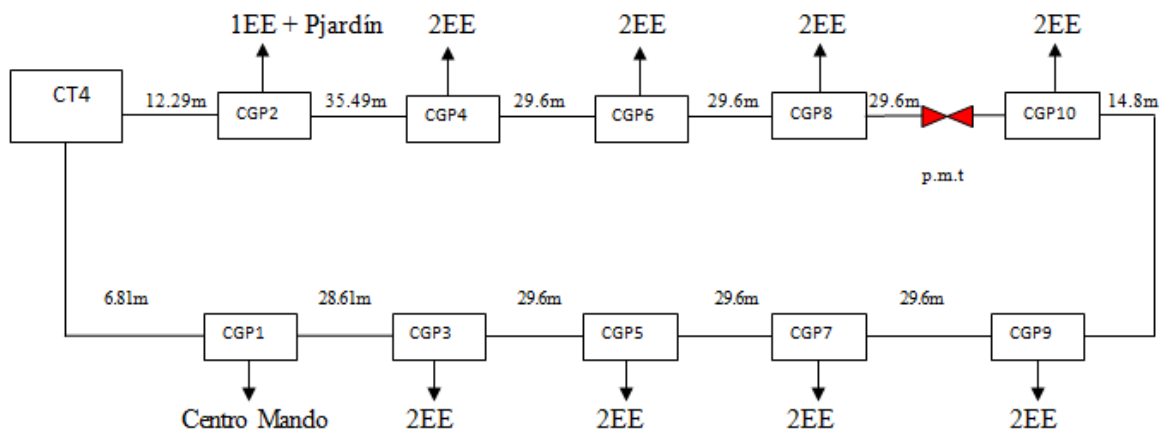 1EE + Pjardín 2EE 2EE 2EE 2EE
CT4 12.29m CGP2 35.49m CGP4 29.6m CGP6 29.6m CGP8 29.6m CGP10 14.8m
p.m.t
6.81m 28.61m 29.6m 29.6m 29.6m
CGP1 CGP3 CGP5 CGP7 CGP9
Centro Mando 2EE 2EE 2EE 2EE